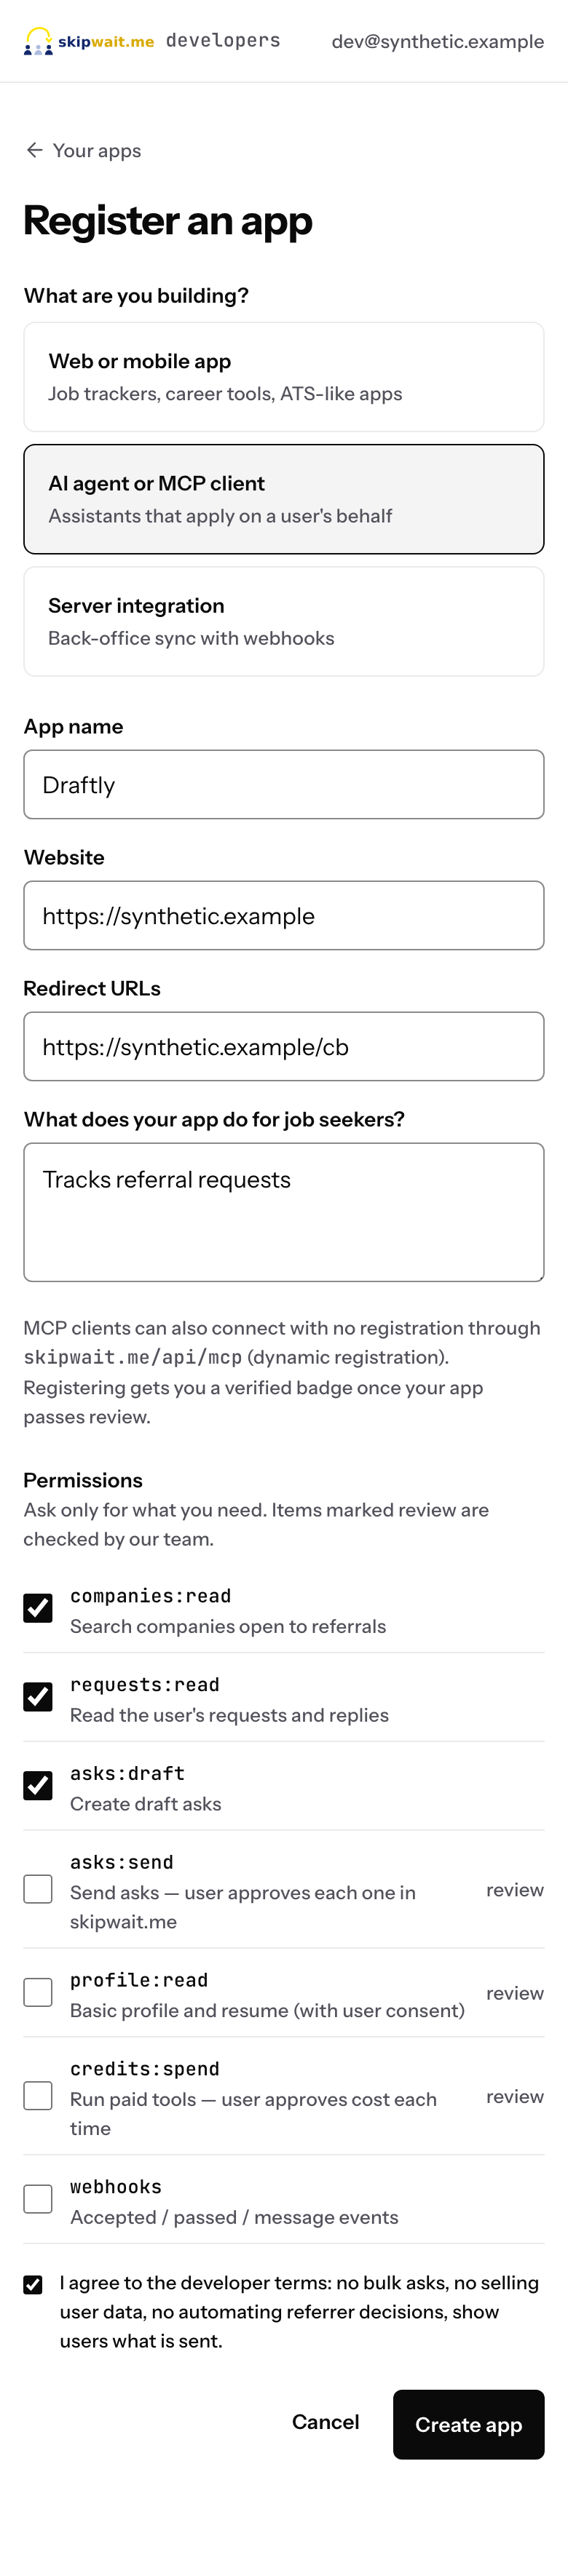 skipwait.me developers dev@synthetic.example
← Your apps
Register an app
What are you building?
Web or mobile app
Job trackers, career tools, ATS-like apps
AI agent or MCP client
Assistants that apply on a user's behalf
Server integration
Back-office sync with webhooks
App name
Draftly
Website
https://synthetic.example
Redirect URLs
https://synthetic.example/cb
What does your app do for job seekers?
Tracks referral requests
MCP clients can also connect with no registration through
skipwait.me/api/mcp (dynamic registration).
Registering gets you a verified badge once your app
passes review.
Permissions
Ask only for what you need. Items marked review are
checked by our team.
companies:read
Search companies open to referrals
requests:read
Read the user's requests and replies
asks:draft
Create draft asks
asks:send
Send asks — user approves each one in
skipwait.me
review
profile:read
Basic profile and resume (with user consent)
review
credits:spend
Run paid tools — user approves cost each
time
review
webhooks
Accepted / passed / message events
I agree to the developer terms: no bulk asks, no selling
user data, no automating referrer decisions, show
users what is sent.
Cancel Create app